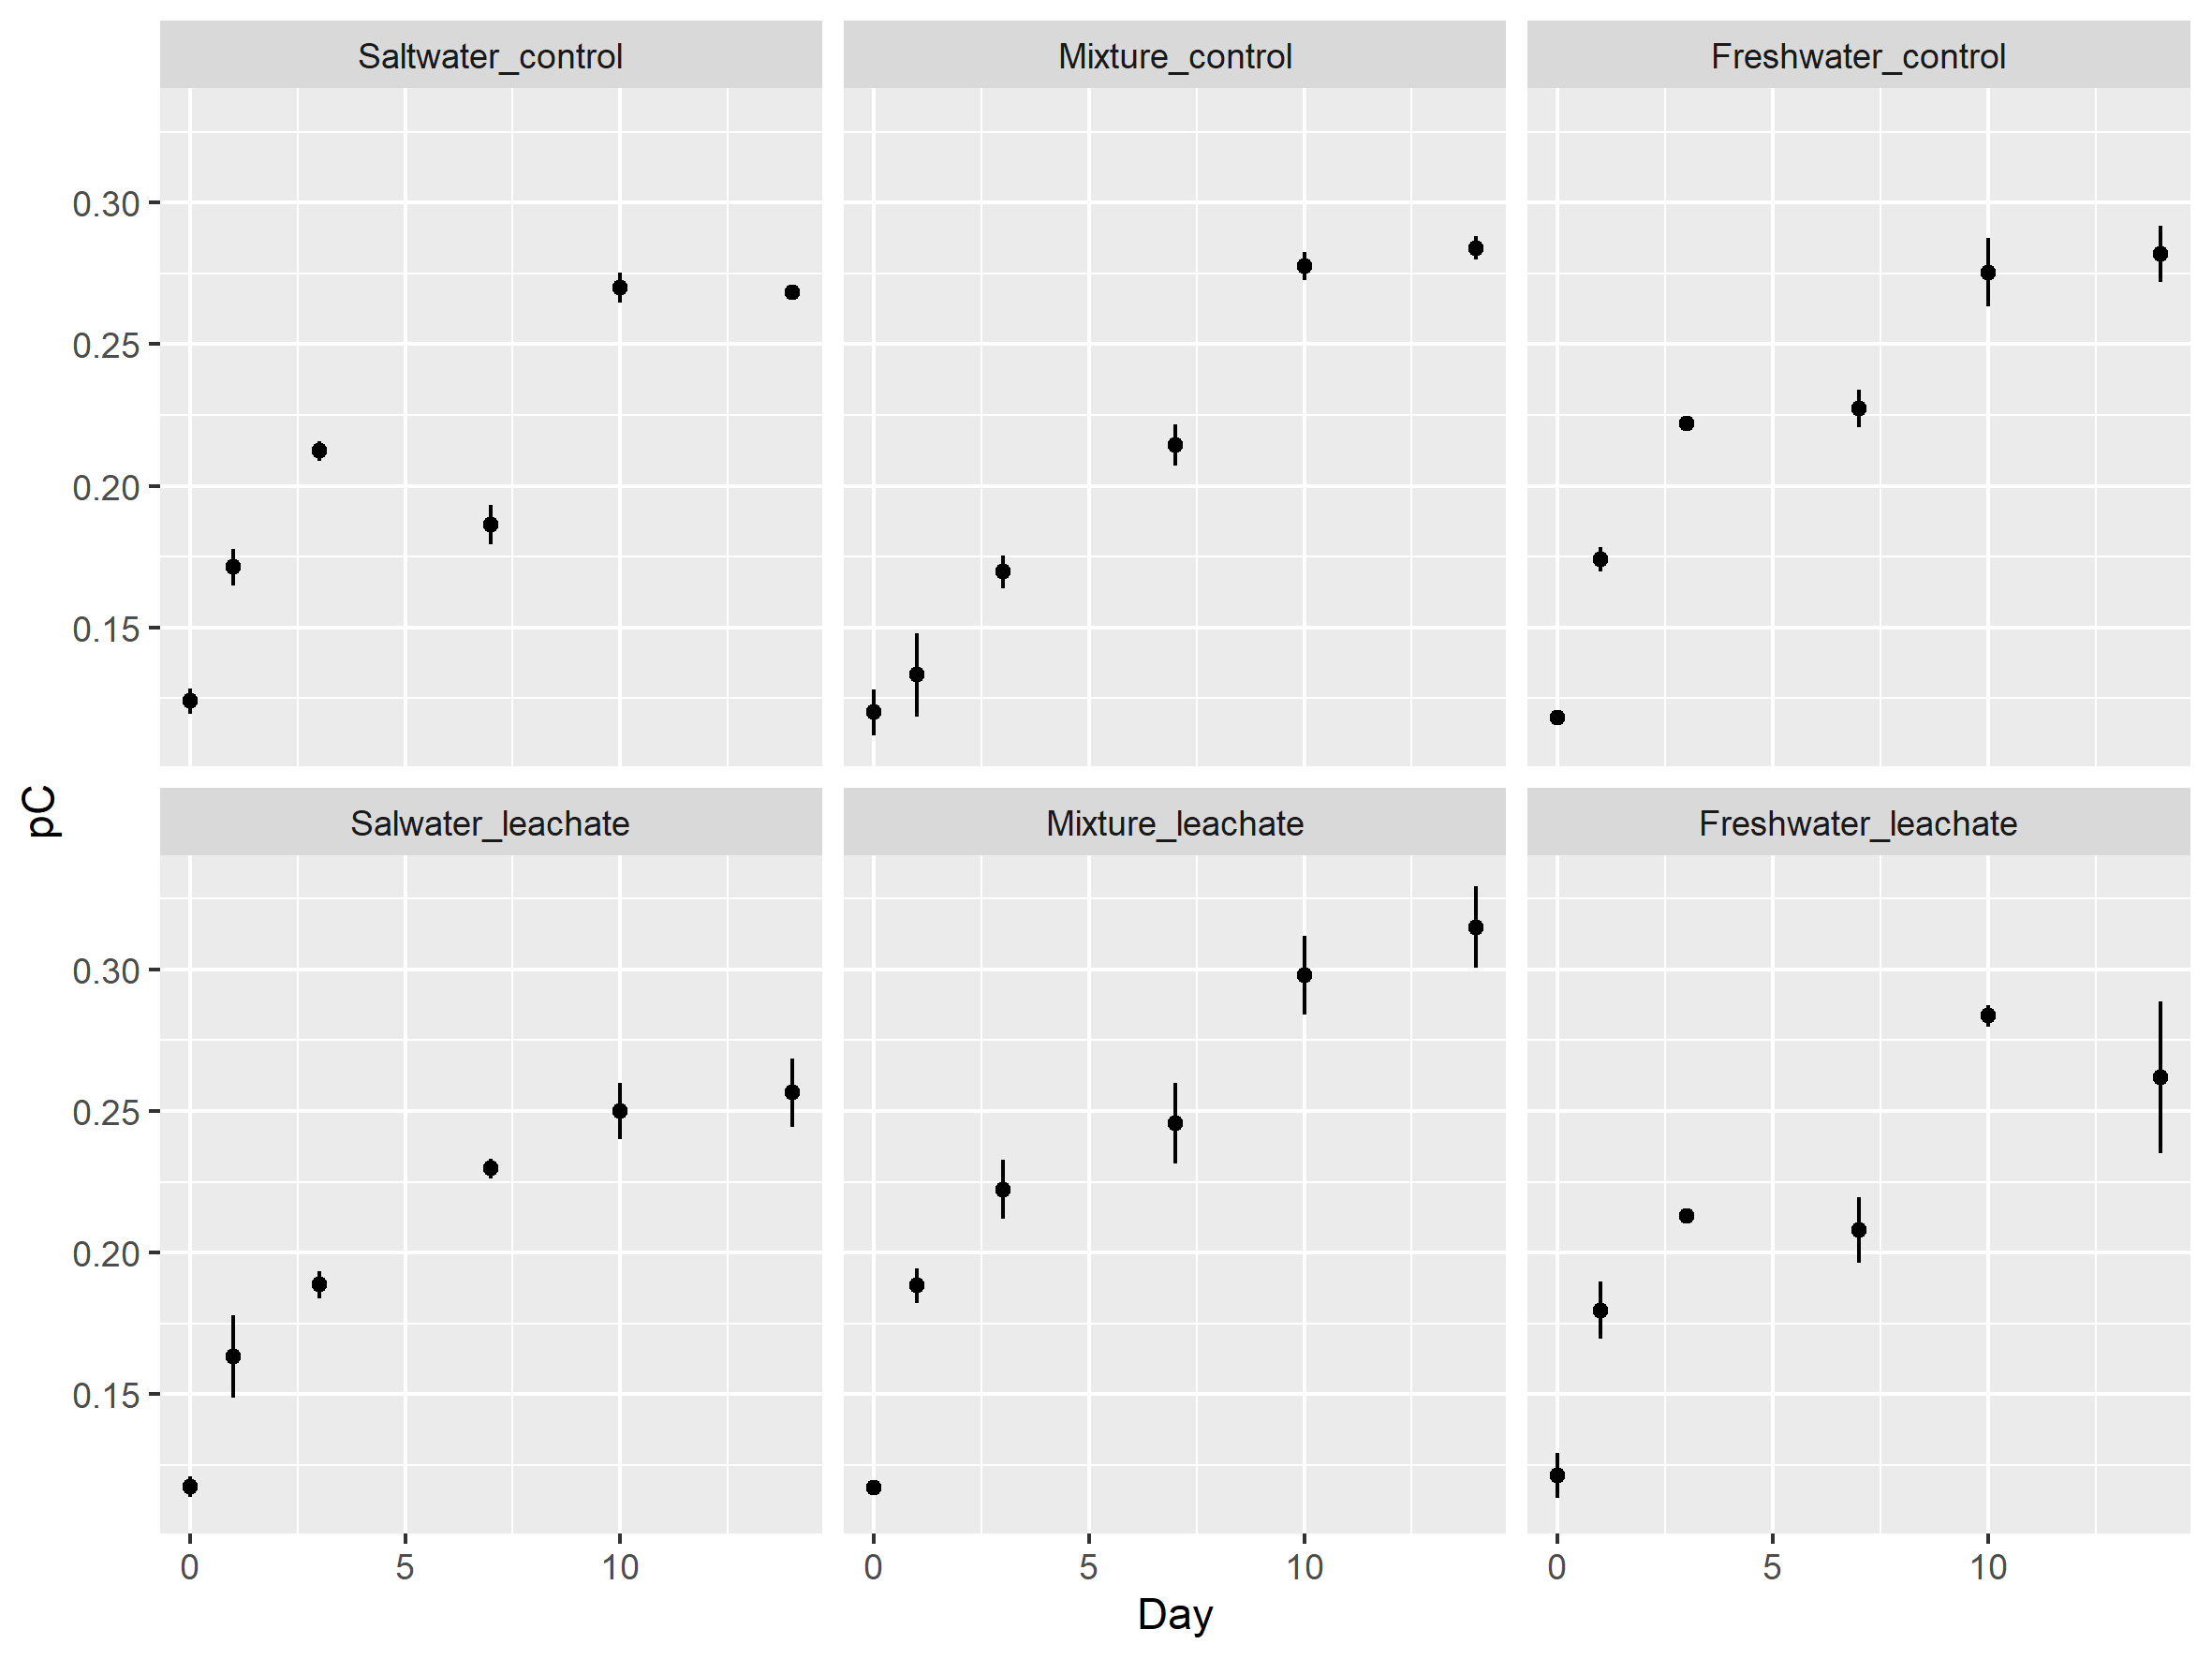 Saltwater_control Mixture_control Freshwater_control
0.30
0.25
0.20
0.15
pC
Salwater_leachate Mixture_leachate Freshwater_leachate
0.30
0.25
0.20
0.15
0 5 10 0 5 10 0 5 10
Day